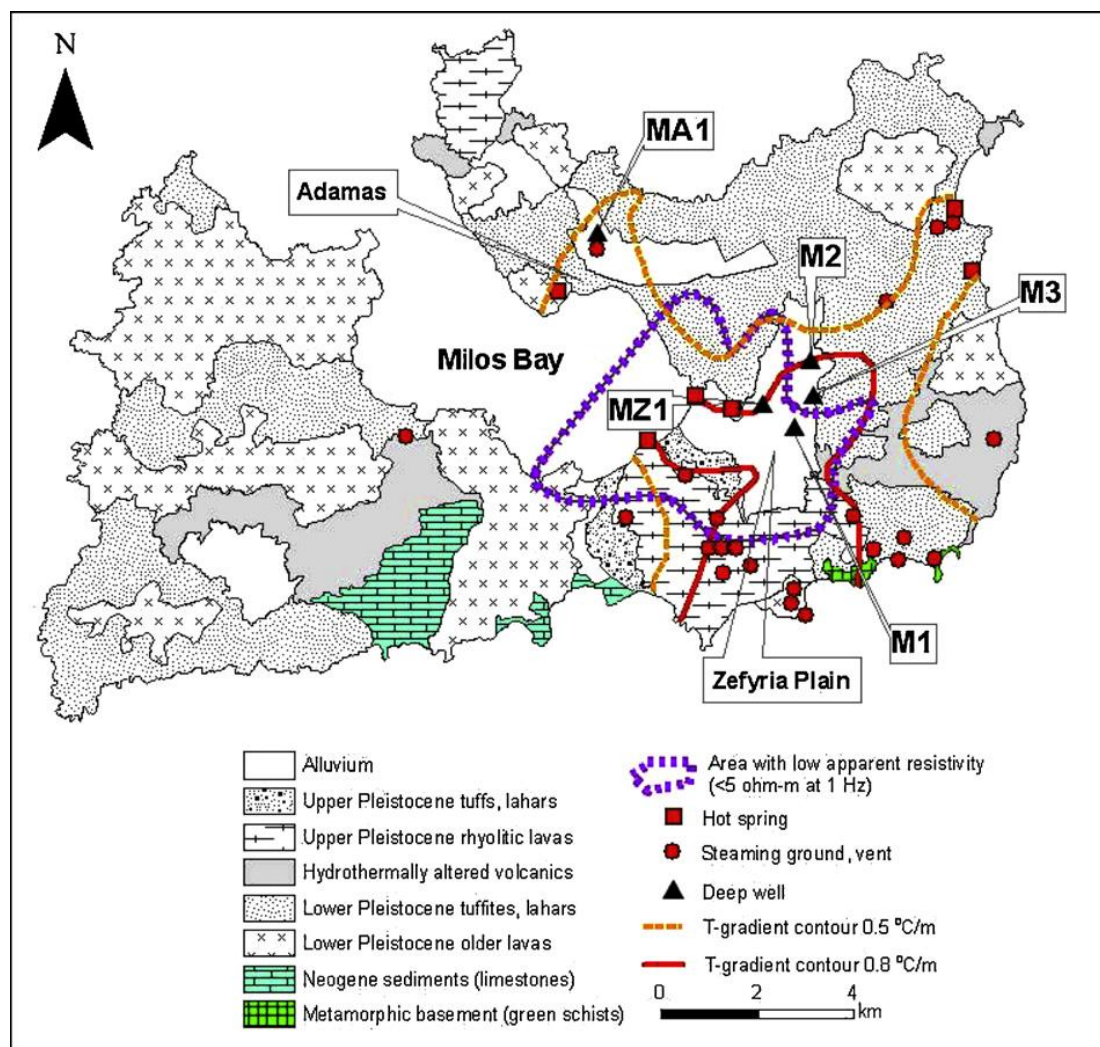 N
MA1
Adamas
M2
M3
Milos Bay
MZ1
M1
Zefyria Plain
Alluvium
Upper Pleistocene tuffs, lahars
Upper Pleistocene rhyolitic lavas
Hydrothermally altered volcanics
Lower Pleistocene tuffites, lahars
Lower Pleistocene older lavas
Neogene sediments (limestones)
Metamorphic basement (green schists)
Area with low apparent resistivity
(<5 ohm-m at 1 Hz)
Hot spring
Steaming ground, vent
Deep well
T-gradient contour 0.5 ºC/m
T-gradient contour 0.8 ºC/m
0 2 4
km